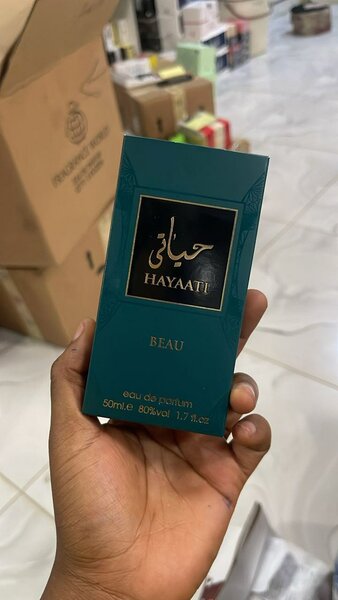 FRAGRANCE WORLD
حياتي
HAYAATI
BEAU
eau de parfum
50ml.e 80%vol 1.7 fl.oz